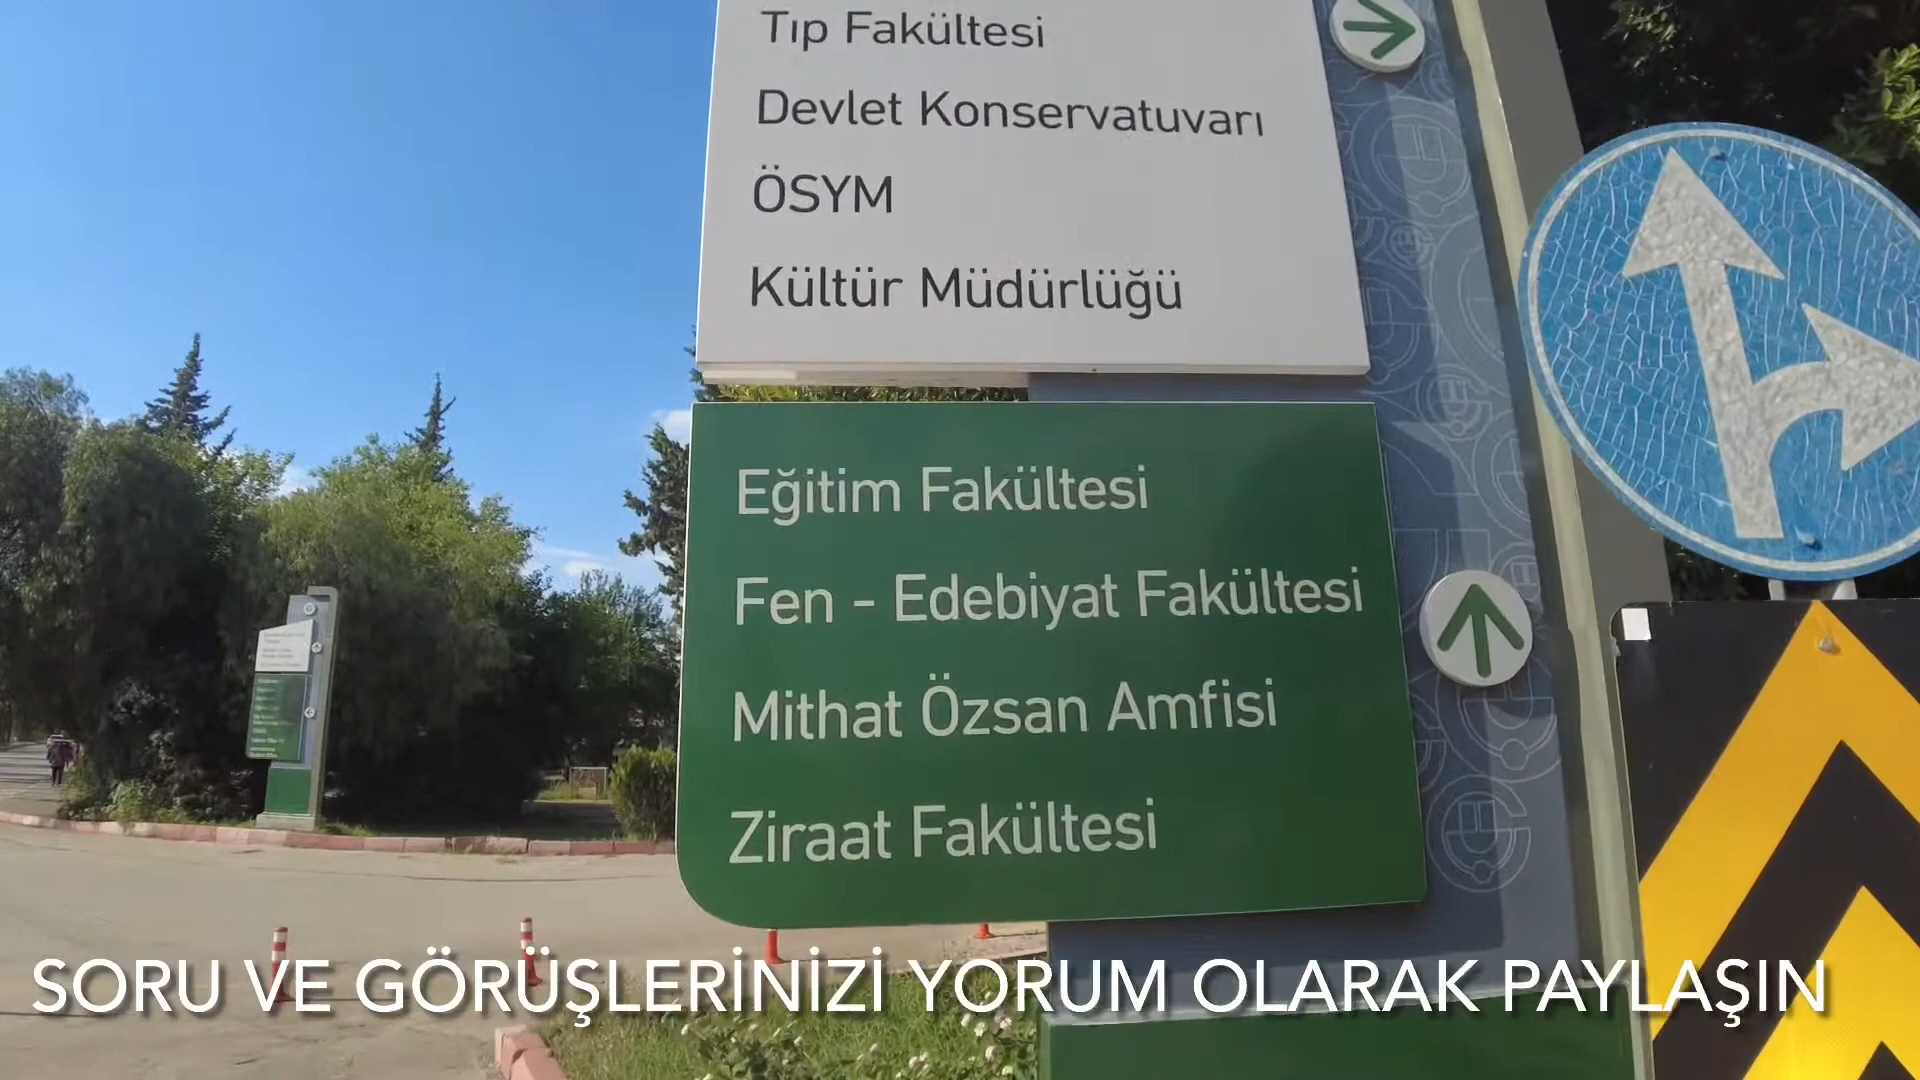 Tıp Fakültesi
Devlet Konservatuvarı
ÖSYM
Kültür Müdürlüğü
Eğitim Fakültesi
Fen - Edebiyat Fakültesi
Mithat Özsan Amfisi
Ziraat Fakültesi
SORU VE GÖRÜŞLERİNİZİ YORUM OLARAK PAYLAŞIN